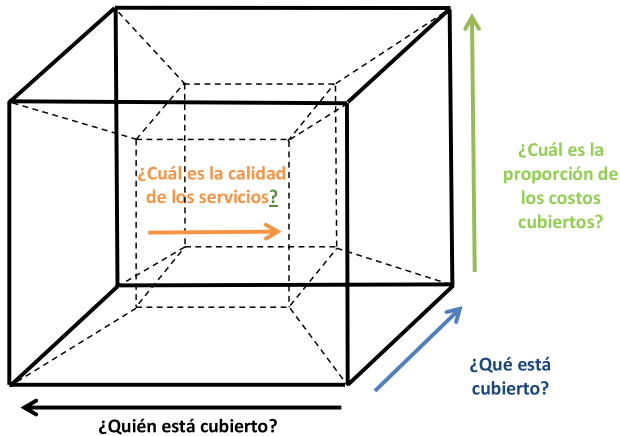 ¿Cuál es la calidad
de los servicios?
¿Cuál es la
proporción de
los costos
cubiertos?
¿Qué está
cubierto?
¿Quién está cubierto?